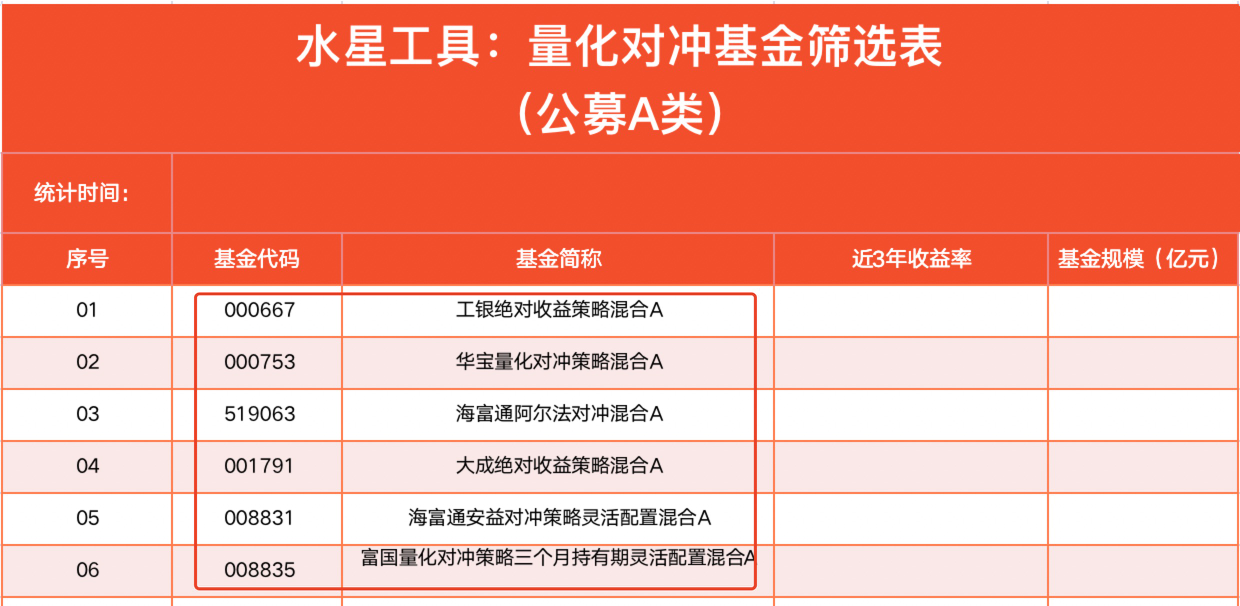 水星工具：量化对冲基金筛选表
（公募A类）
统计时间：
序号 基金代码 基金简称 近3年收益率 基金规模（亿元）
01 000667 工银绝对收益策略混合A
02 000753 华宝量化对冲策略混合A
03 519063 海富通阿尔法对冲混合A
04 001791 大成绝对收益策略混合A
05 008831 海富通安益对冲策略灵活配置混合A
06 008835 富国量化对冲策略三个月持有期灵活配置混合A